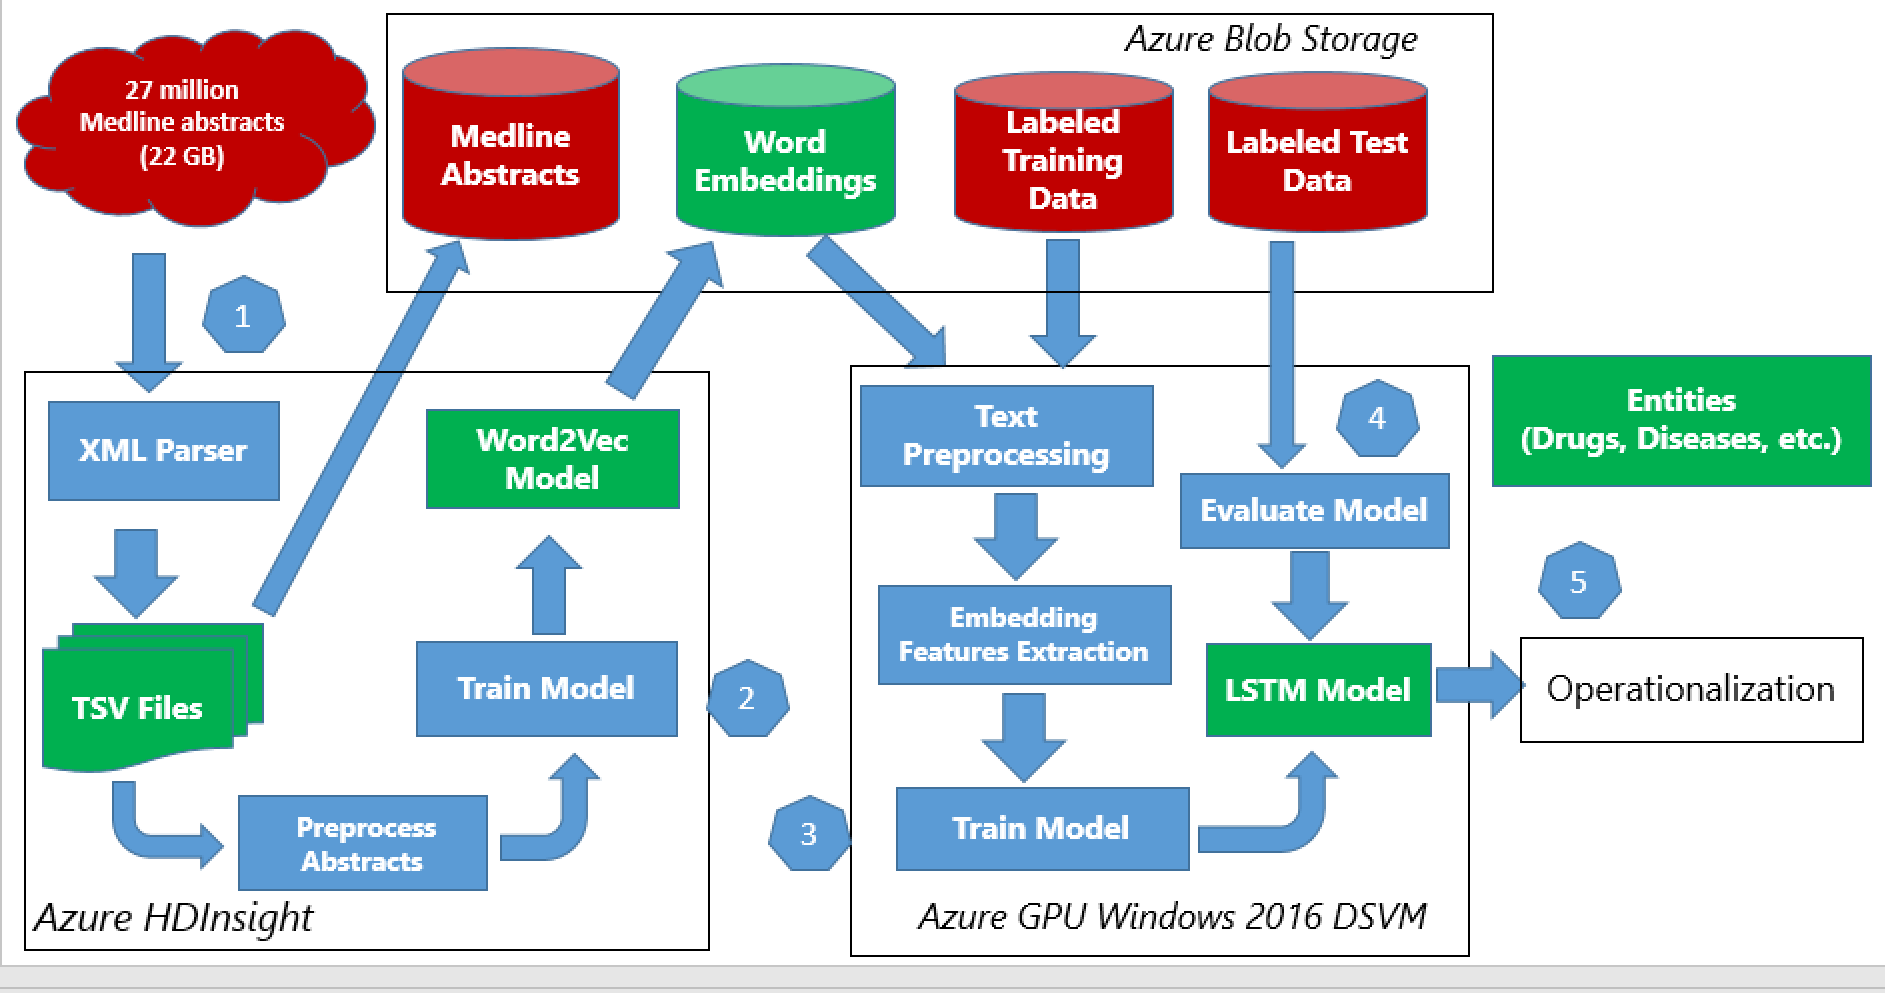 Azure Blob Storage
27 million
Medline abstracts
(22 GB)
Medline
Abstracts
Word
Embeddings
Labeled
Training
Data
Labeled Test
Data
1
XML Parser
TSV Files
Preprocess
Abstracts
Train Model
2
Word2Vec
Model
Azure HDInsight
Text
Preprocessing
Embedding
Features Extraction
3
Train Model
4
Evaluate Model
LSTM Model
Azure GPU Windows 2016 DSVM
Entities
(Drugs, Diseases, etc.)
5
Operationalization